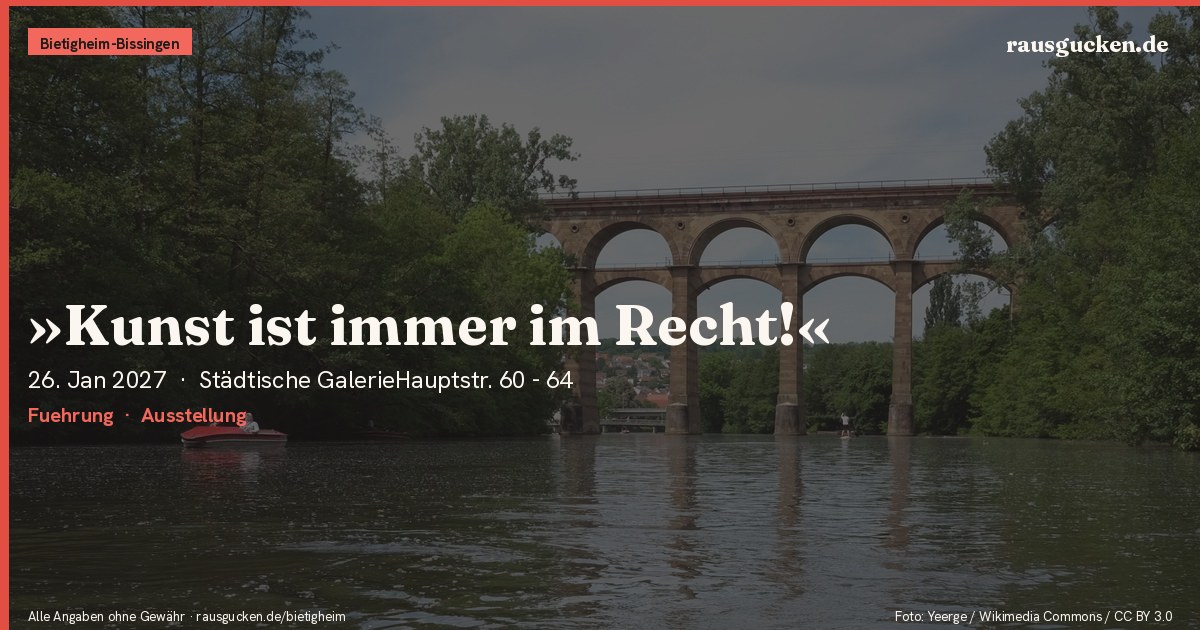 Bietigheim-Bissingen
rausgucken.de
»Kunst ist immer im Recht!«
26. Jan 2027 · Städtische GalerieHauptstr. 60 - 64
Fuehrung · Ausstellung
Alle Angaben ohne Gewähr · rausgucken.de/bietigheim
Foto: Yeerge / Wikimedia Commons / CC BY 3.0